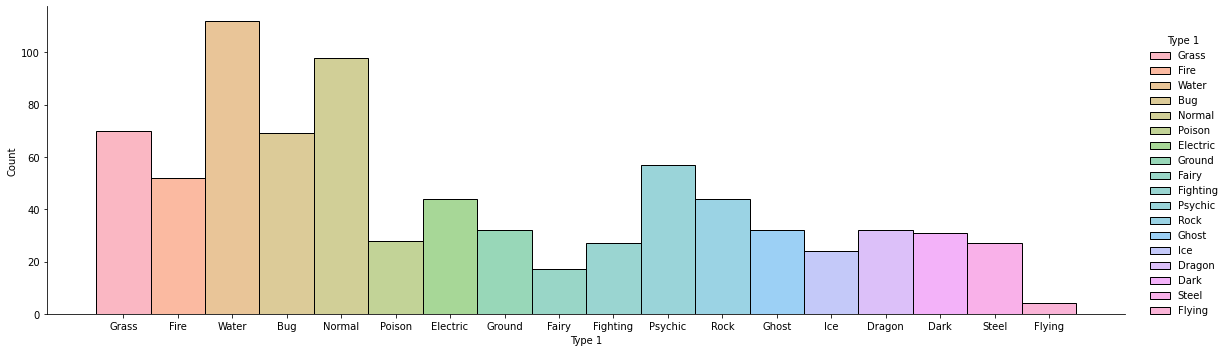 100
80
60
40
20
0
Count
Grass Fire Water Bug Normal Poison Electric Ground Fairy Fighting Psychic Rock Ghost Ice Dragon Dark Steel Flying
Type 1
Type 1
Grass
Fire
Water
Bug
Normal
Poison
Electric
Ground
Fairy
Fighting
Psychic
Rock
Ghost
Ice
Dragon
Dark
Steel
Flying